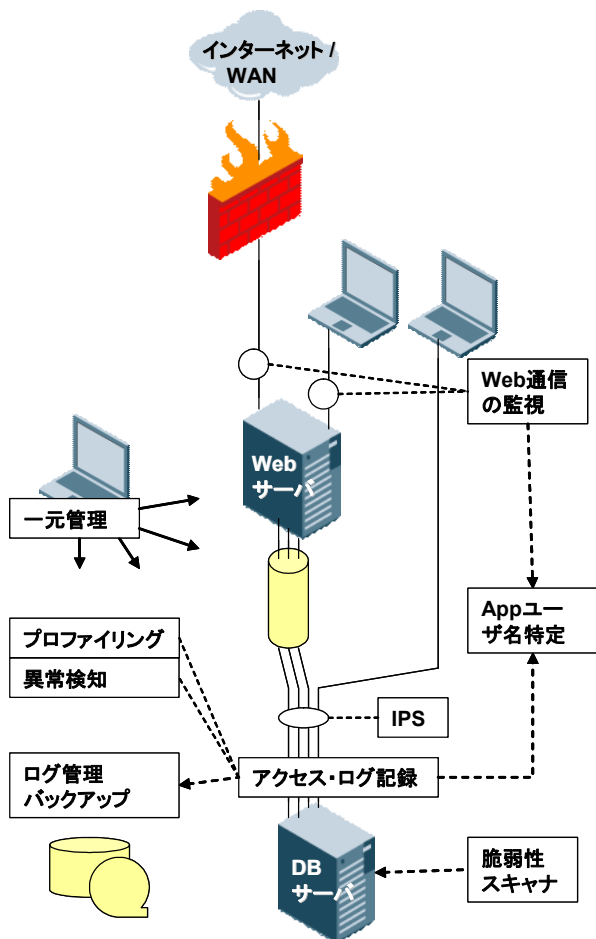 インターネット /
WAN
Web通信
の監視
Web
サーバ
一元管理
Appユー
ザ名特定
プロファイリング
異常検知
IPS
ログ管理
バックアップ
アクセス・ログ記録
DB
サーバ
脆弱性
スキャナ